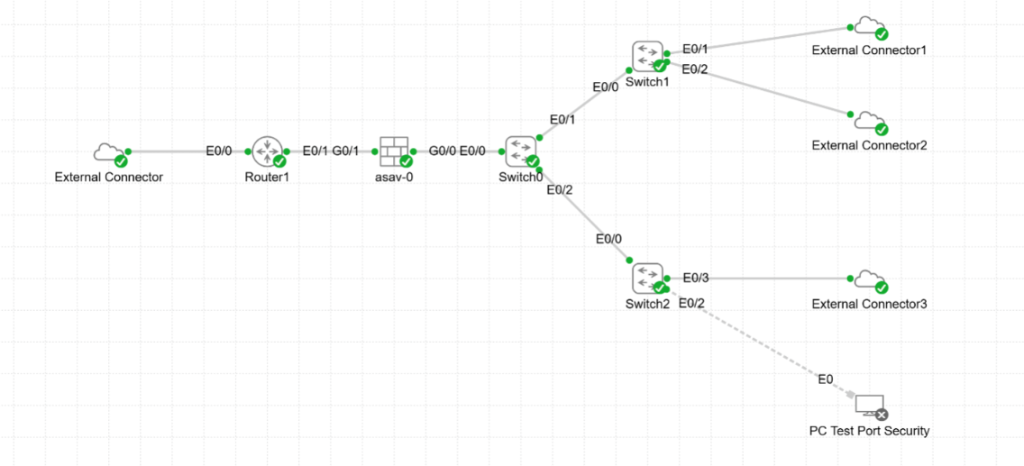 External Connector
E0/0
Router1
E0/1 G0/1
asav-0
G0/0 E0/0
Switch0
E0/1
E0/2
E0/0
Switch1
E0/1
E0/2
External Connector1
External Connector2
E0/0
Switch2
E0/3
E0/2
External Connector3
E0
PC Test Port Security